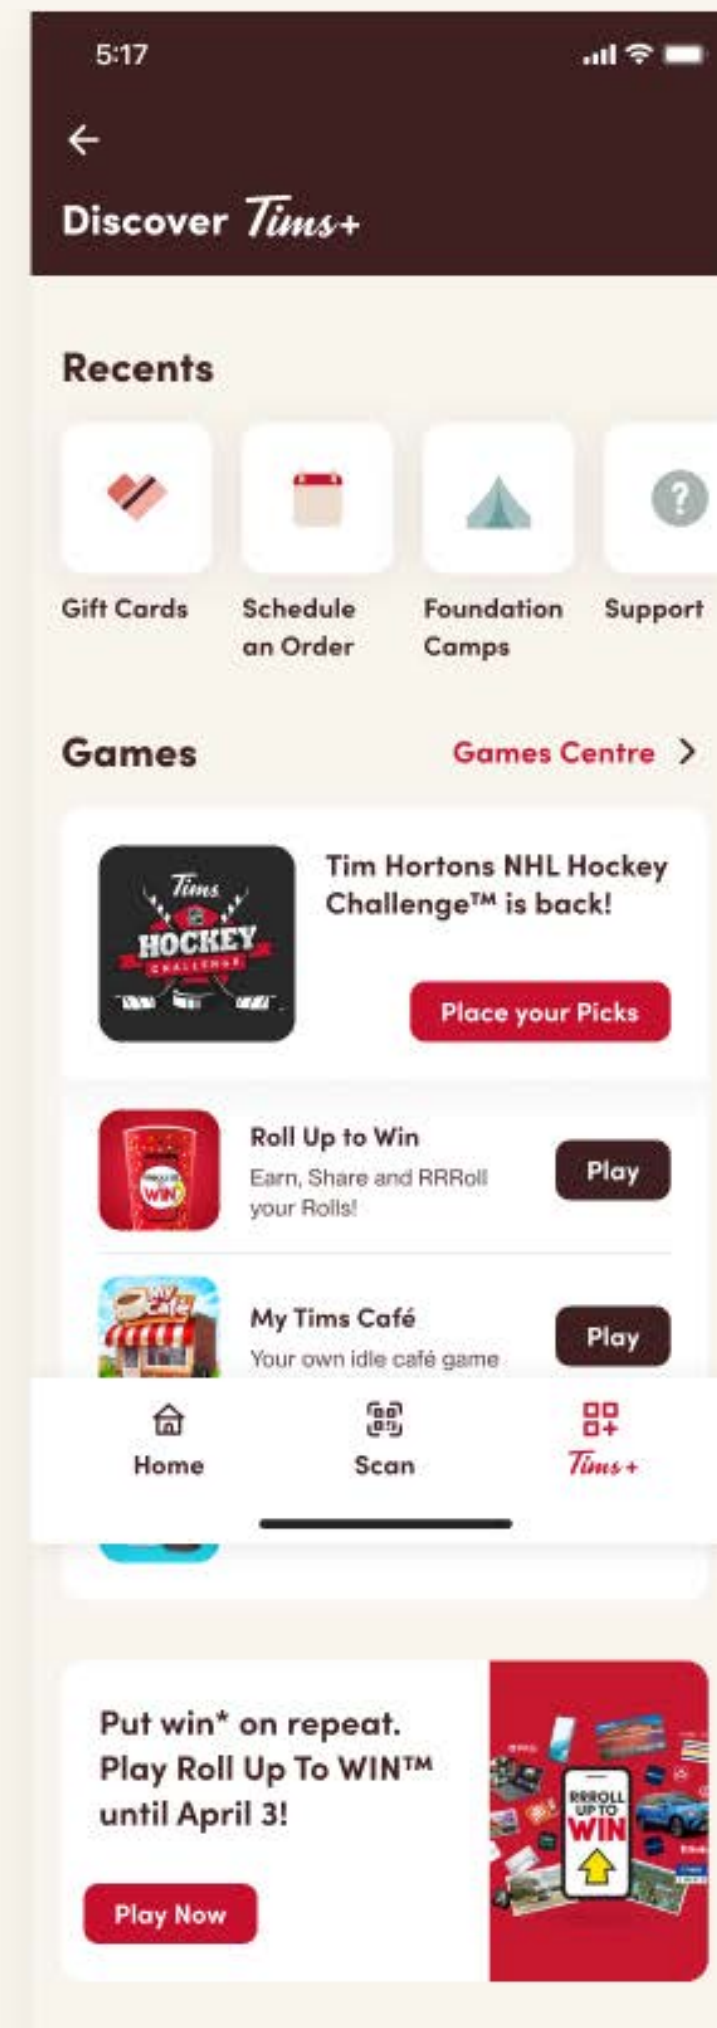 5:17
Discover Tims+
Recents
?
Gift Cards
Schedule
an Order
Foundation
Camps
Support
Games
Games Centre
Tims
HOCKEY
CHALLENGE
Tim Hortons NHL Hockey
Challenge™ is back!
Place your Picks
WIN
Roll Up to Win
Earn, Share and RRRoll
your Rolls!
Play
My
Café
My Tims Café
Your own idle café game
Play
Home
Scan
Tims+
Put win* on repeat.
Play Roll Up To WIN™
until April 3!
Play Now
RRROLL
UP TO
WIN